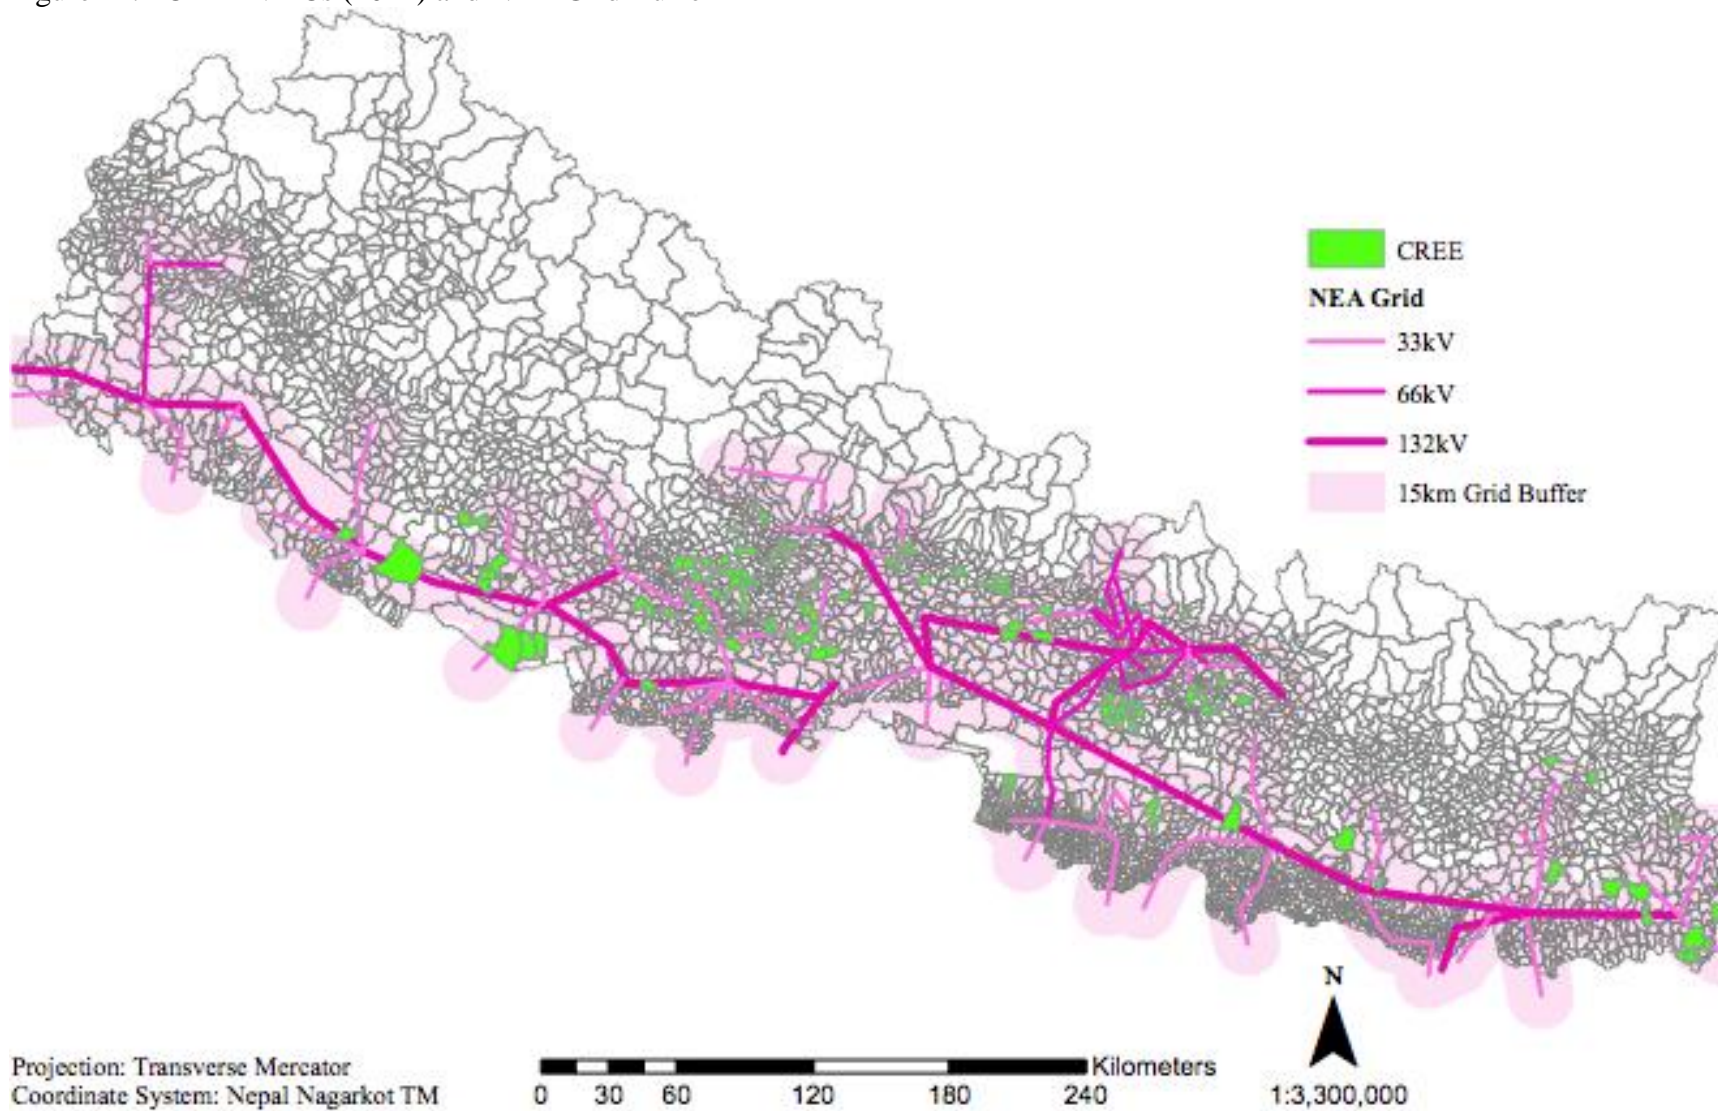 CREE
NEA Grid
33kV
66kV
132kV
15km Grid Buffer
N
Projection: Transverse Mercator
Coordinate System: Nepal Nagarkot TM
Kilometers
0 30 60 120 180 240
1:3,300,000